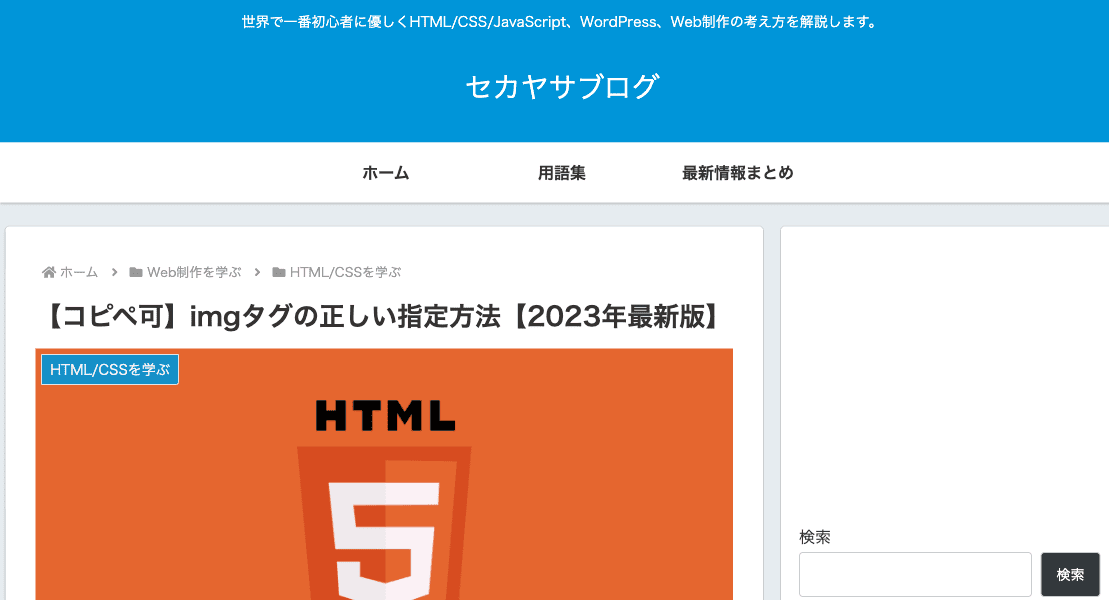 世界で一番初心者に優しくHTML/CSS/JavaScript、WordPress、Web制作の考え方を解説します。
セカヤサブログ
ホーム 用語集 最新情報まとめ
ホーム > Web制作を学ぶ > HTML/CSSを学ぶ
【コピペ可】imgタグの正しい指定方法【2023年最新版】
HTML/CSSを学ぶ
HTML
5
検索
検索